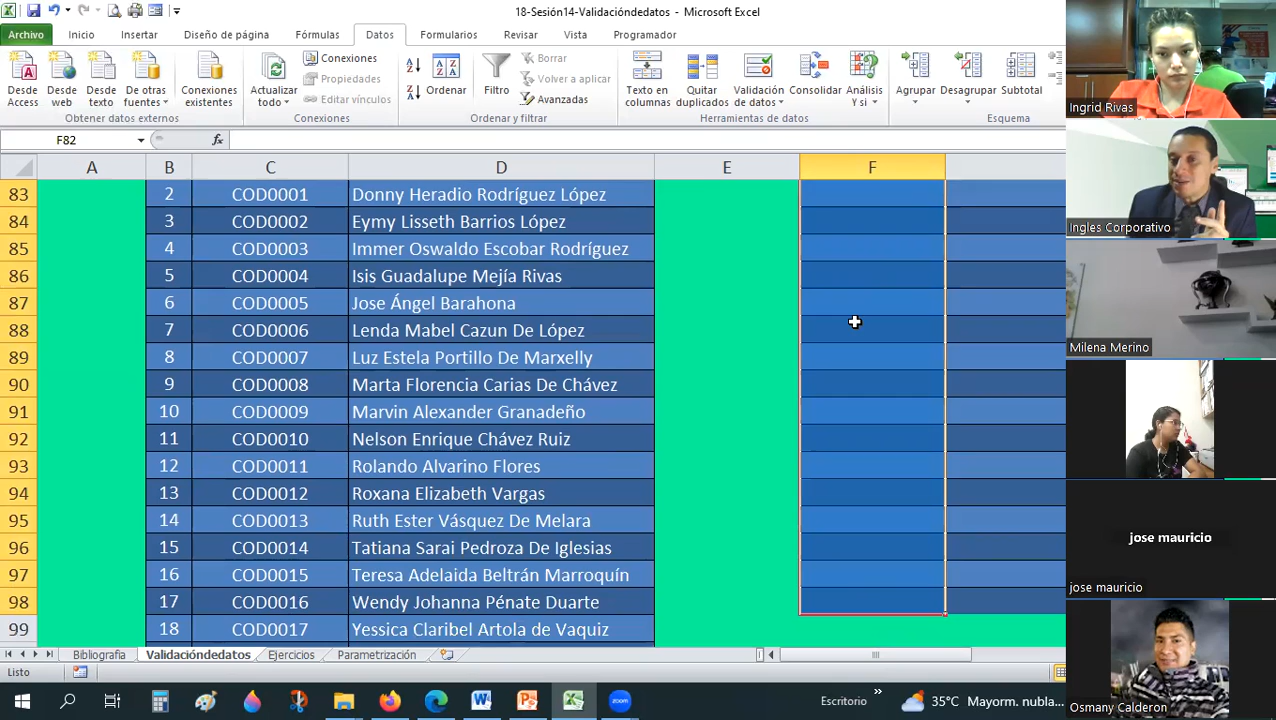 18-Sesión14-Validacióndedatos - Microsoft Excel
Archivo Inicio Insertar Diseño de página Fórmulas Datos Formularios Revisar Vista Programador
Desde Access
Desde web
Desde texto
De otras fuentes
Conexiones existentes
Obtener datos externos
Actualizar todo
Conexiones
Propiedades
Editar vínculos
Conexiones
Ordenar
Filtro
Borrar
Volver a aplicar
Avanzadas
Ordenar y filtrar
Texto en columnas
Quitar duplicados
Validación de datos
Consolidar
Análisis Y si
Herramientas de datos
Agrupar
Desagrupar
Subtotal
Esquema
F82 fx
A B C D E F
83 2 COD0001 Donny Heradio Rodríguez López
84 3 COD0002 Eymy Lisseth Barrios López
85 4 COD0003 Immer Oswaldo Escobar Rodríguez
86 5 COD0004 Isis Guadalupe Mejía Rivas
87 6 COD0005 Jose Ángel Barahona
88 7 COD0006 Lenda Mabel Cazun De López
89 8 COD0007 Luz Estela Portillo De Marxelly
90 9 COD0008 Marta Florencia Carias De Chávez
91 10 COD0009 Marvin Alexander Granadeño
92 11 COD0010 Nelson Enrique Chávez Ruiz
93 12 COD0011 Rolando Alvarino Flores
94 13 COD0012 Roxana Elizabeth Vargas
95 14 COD0013 Ruth Ester Vásquez De Melara
96 15 COD0014 Tatiana Sarai Pedroza De Iglesias
97 16 COD0015 Teresa Adelaida Beltrán Marroquín
98 17 COD0016 Wendy Johanna Pénate Duarte
99 18 COD0017 Yessica Claribel Artola de Vaquiz
Bibliografia Validacióndedatos Ejercicios Parametrización
Listo
Escritorio » 35°C Mayorm. nubla...
Ingrid Rivas
Ingles Corporativo
Milena Merino
jose mauricio
jose mauricio
Osmany Calderon